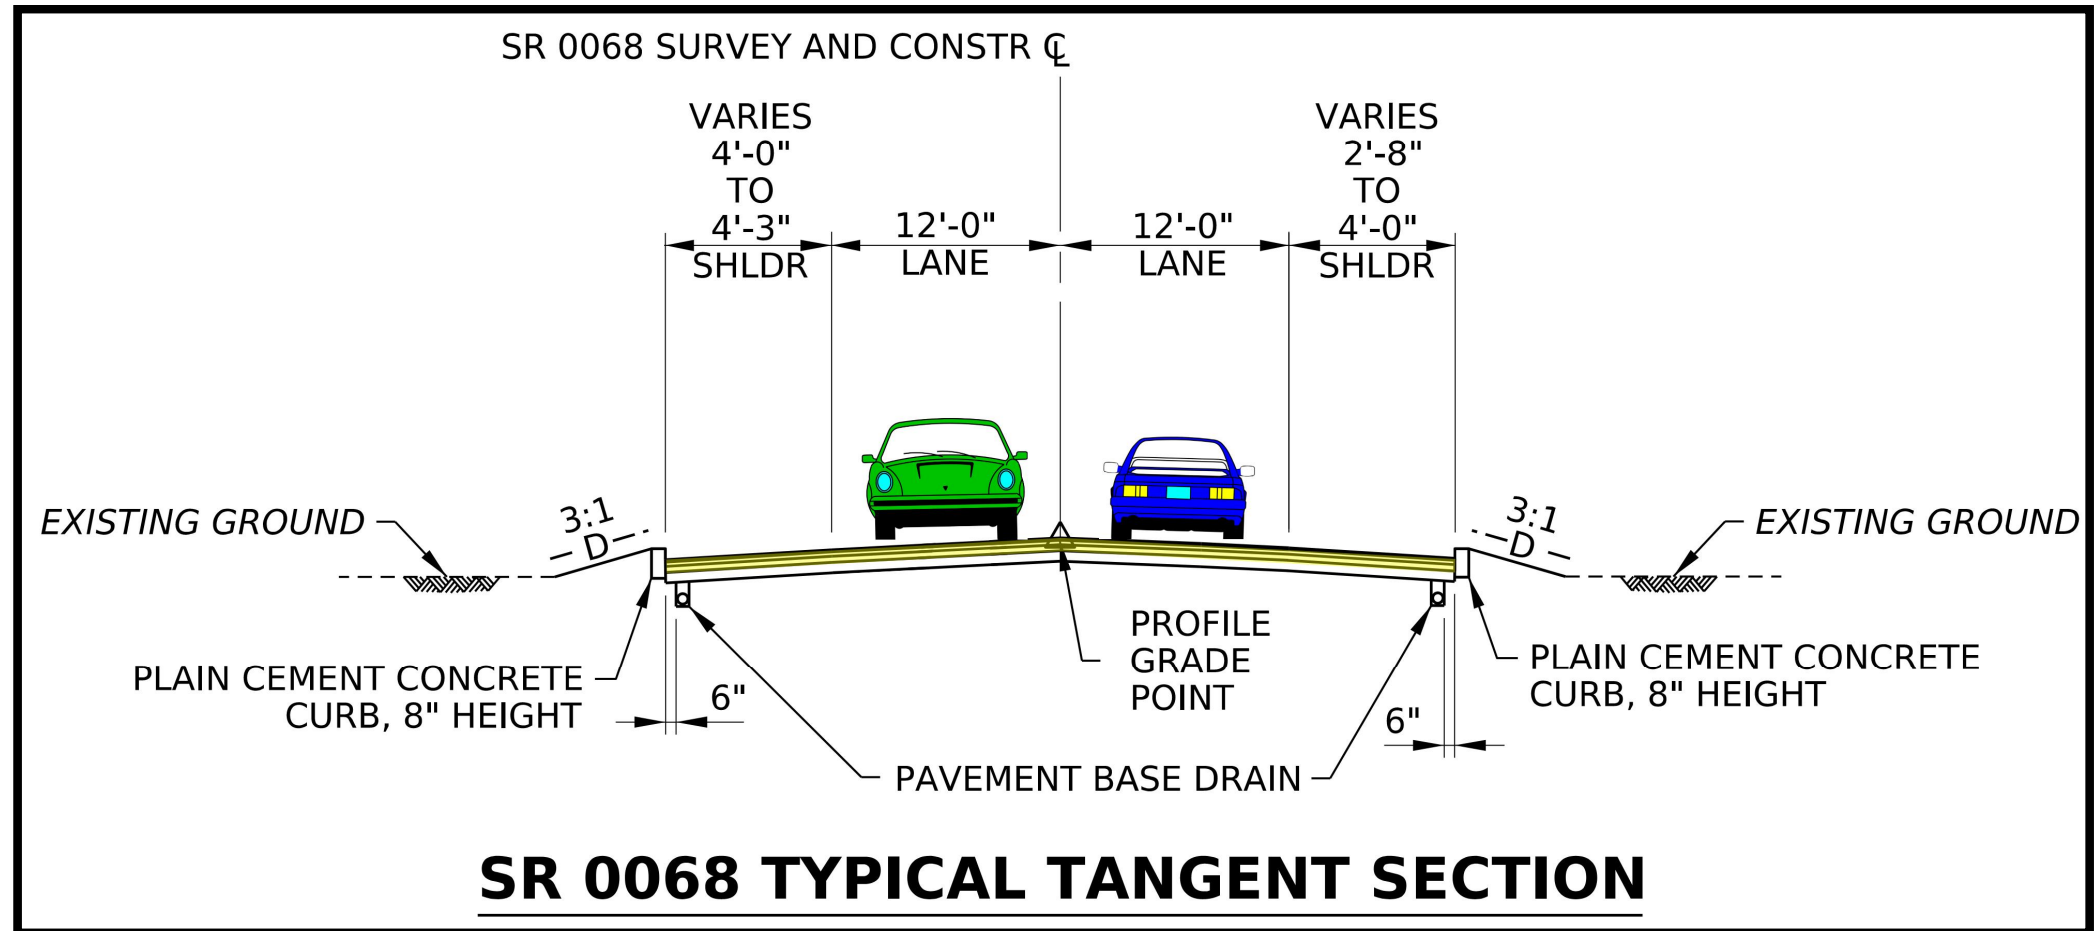 SR 0068 SURVEY AND CONSTR ℄
VARIES
4'-0"
TO
4'-3"
SHLDR
12'-0"
LANE
12'-0"
LANE
VARIES
2'-8"
TO
4'-0"
SHLDR
EXISTING GROUND
3:1
D
3:1
D
EXISTING GROUND
PLAIN CEMENT CONCRETE
CURB, 8" HEIGHT
6"
PROFILE
GRADE
POINT
6"
PLAIN CEMENT CONCRETE
CURB, 8" HEIGHT
PAVEMENT BASE DRAIN
SR 0068 TYPICAL TANGENT SECTION